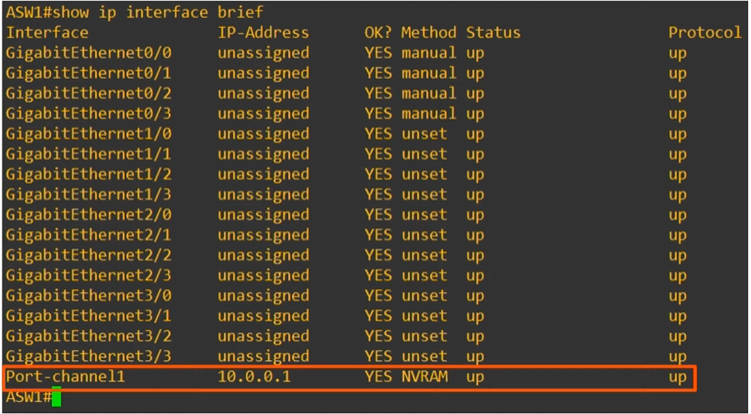 ASW1#show ip interface brief
Interface IP-Address OK? Method Status Protocol
GigabitEthernet0/0 unassigned YES manual up up
GigabitEthernet0/1 unassigned YES manual up up
GigabitEthernet0/2 unassigned YES manual up up
GigabitEthernet0/3 unassigned YES manual up up
GigabitEthernet1/0 unassigned YES unset up up
GigabitEthernet1/1 unassigned YES unset up up
GigabitEthernet1/2 unassigned YES unset up up
GigabitEthernet1/3 unassigned YES unset up up
GigabitEthernet2/0 unassigned YES unset up up
GigabitEthernet2/1 unassigned YES unset up up
GigabitEthernet2/2 unassigned YES unset up up
GigabitEthernet2/3 unassigned YES unset up up
GigabitEthernet3/0 unassigned YES unset up up
GigabitEthernet3/1 unassigned YES unset up up
GigabitEthernet3/2 unassigned YES unset up up
GigabitEthernet3/3 unassigned YES unset up up
Port-channel1 10.0.0.1 YES NVRAM up up
ASW1#